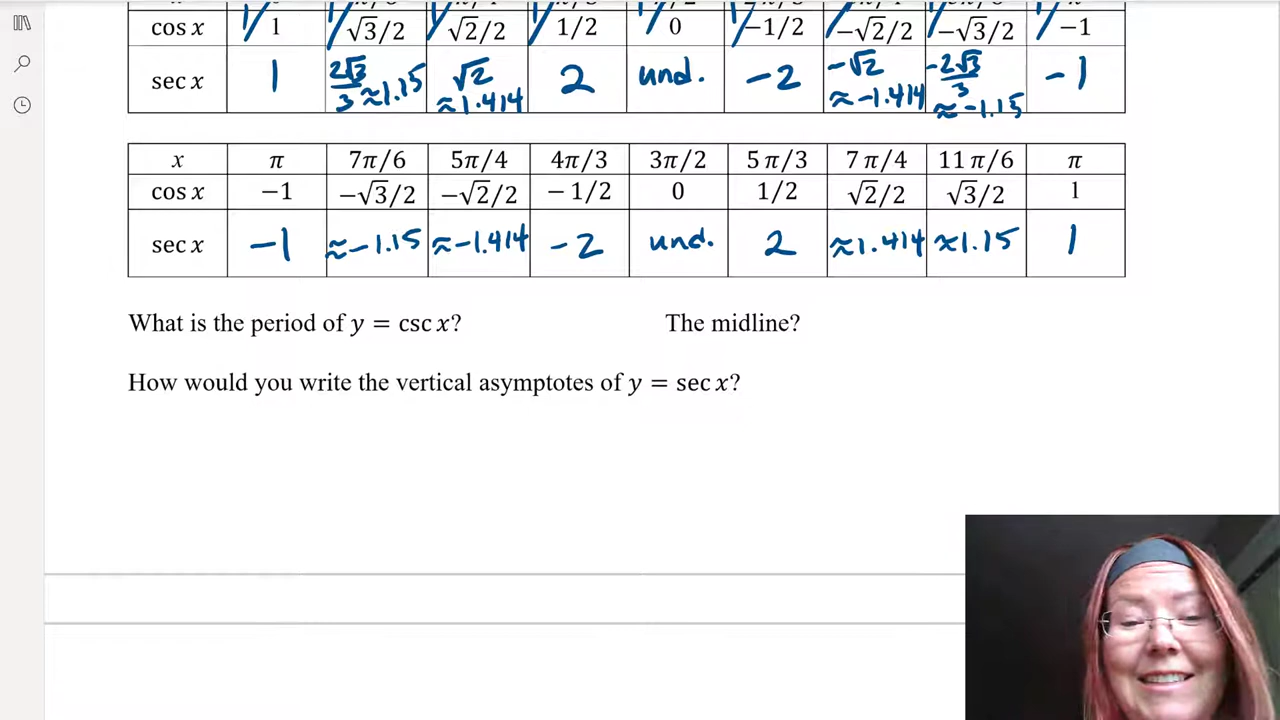 cos x 1 √3/2 √2/2 1/2 0 −1/2 −√2/2 −√3/2 −1
sec x 1 2√3/3 ≈1.15 √2 ≈1.414 2 und. −2 −√2 ≈ −1.414 −2√3/3 ≈ −1.15 −1
x π 7π/6 5π/4 4π/3 3π/2 5 π/3 7 π/4 11 π/6 π
cos x −1 −√3/2 −√2/2 − 1/2 0 1/2 √2/2 √3/2 1
sec x −1 ≈−1.15 ≈−1.414 −2 und. 2 ≈1.414 ≈1.15 1
What is the period of y = csc x? The midline?
How would you write the vertical asymptotes of y = sec x?